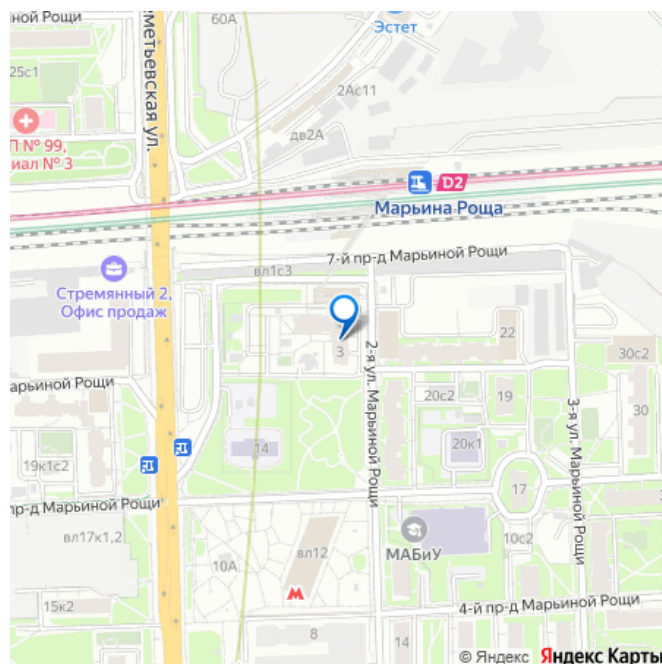 60А
Эстет
25с1
2Ас11
метьевская ул.
дв2А
П № 99,
иал № 3
D2
Марьина Роща
7-й пр-д Марьиной Рощи
вл1с3
Стремянный 2,
Офис продаж
3
22
2-я ул. Марьиной Рощи
30с2
арьиной Рощи
20с2
19
3-я ул. Марьиной Рощи
30
14
20к1
19к1с2
17
пр-д Марьиной Рощи
вл17к1,2
вл12
МАБиУ
10с2
10А
15к2
4-й пр-д Марьиной Рощи
8
14
© Яндекс Яндекс Карты